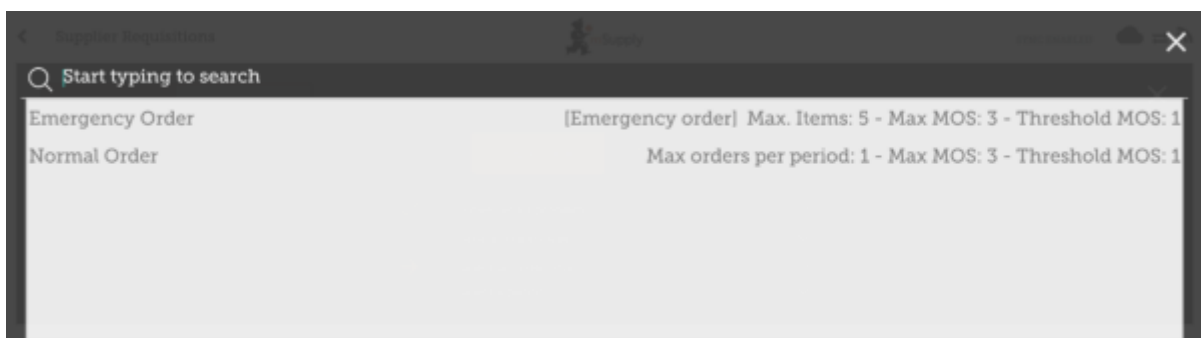 Supplier Requisitions
Start typing to search
Emergency Order [Emergency order] Max. Items: 5 - Max MOS: 3 - Threshold MOS: 1
Normal Order Max orders per period: 1 - Max MOS: 3 - Threshold MOS: 1